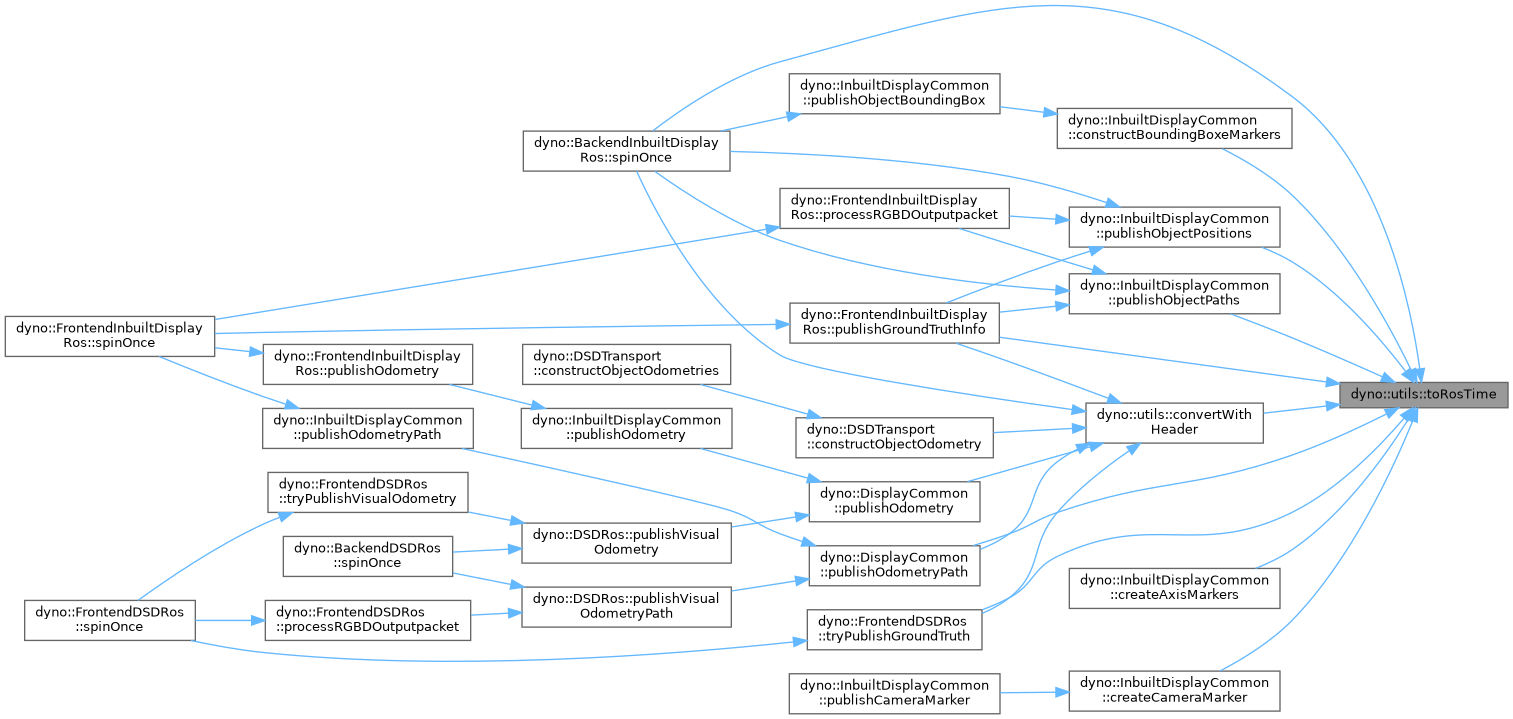 dyno::InbuiltDisplayCommon
::publishObjectBoundingBox
dyno::InbuiltDisplayCommon
::constructBoundingBoxeMarkers
dyno::BackendInbuiltDisplay
Ros::spinOnce
dyno::FrontendInbuiltDisplay
Ros::processRGBDOutputpacket
dyno::InbuiltDisplayCommon
::publishObjectPositions
dyno::InbuiltDisplayCommon
::publishObjectPaths
dyno::FrontendInbuiltDisplay
Ros::publishGroundTruthInfo
dyno::FrontendInbuiltDisplay
Ros::spinOnce
dyno::FrontendInbuiltDisplay
Ros::publishOdometry
dyno::DSDTransport
::constructObjectOdometries
dyno::utils::toRosTime
dyno::utils::convertWith
Header
dyno::InbuiltDisplayCommon
::publishOdometryPath
dyno::InbuiltDisplayCommon
::publishOdometry
dyno::DSDTransport
::constructObjectOdometry
dyno::FrontendDSDRos
::tryPublishVisualOdometry
dyno::DisplayCommon
::publishOdometry
dyno::DSDRos::publishVisual
Odometry
dyno::BackendDSDRos
::spinOnce
dyno::DisplayCommon
::publishOdometryPath
dyno::InbuiltDisplayCommon
::createAxisMarkers
dyno::DSDRos::publishVisual
OdometryPath
dyno::FrontendDSDRos
::spinOnce
dyno::FrontendDSDRos
::processRGBDOutputpacket
dyno::FrontendDSDRos
::tryPublishGroundTruth
dyno::InbuiltDisplayCommon
::publishCameraMarker
dyno::InbuiltDisplayCommon
::createCameraMarker